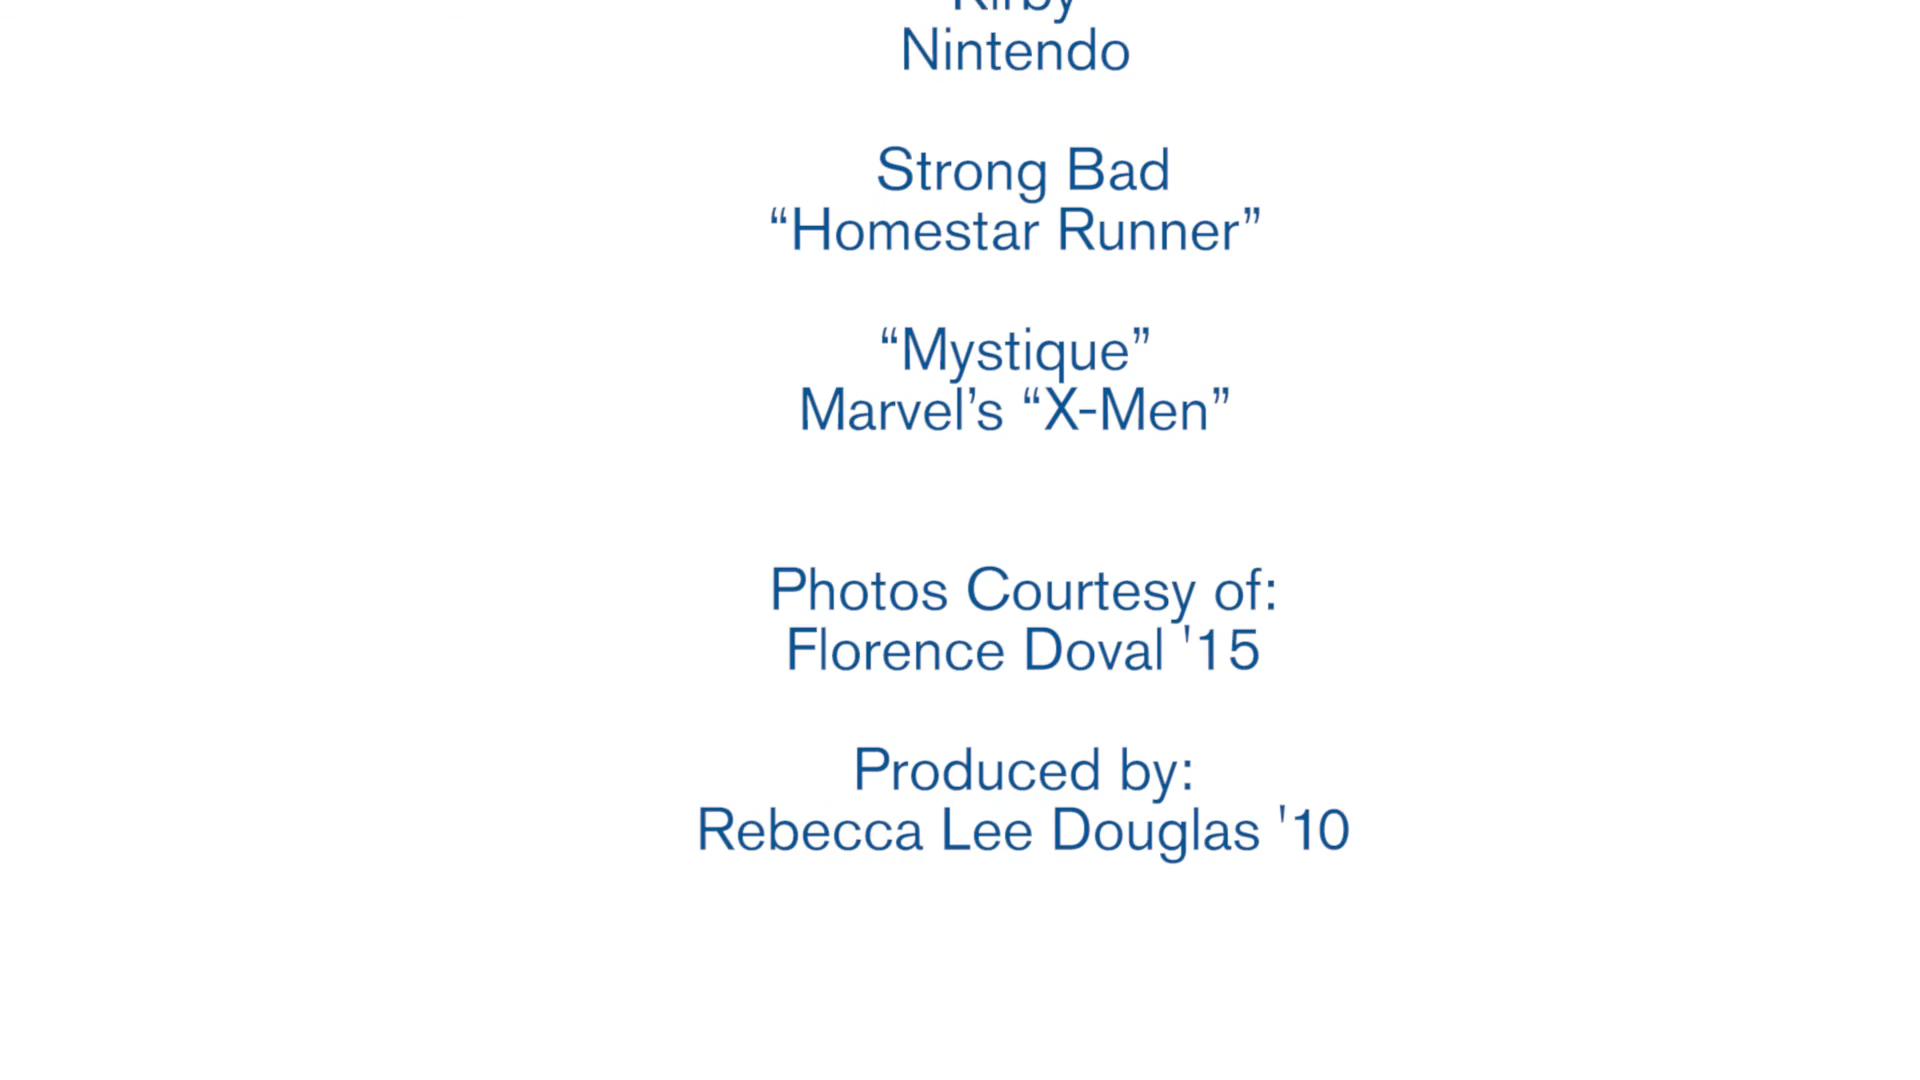 Kirby
Nintendo
Strong Bad
“Homestar Runner”
“Mystique”
Marvel’s “X-Men”
Photos Courtesy of:
Florence Doval '15
Produced by:
Rebecca Lee Douglas '10